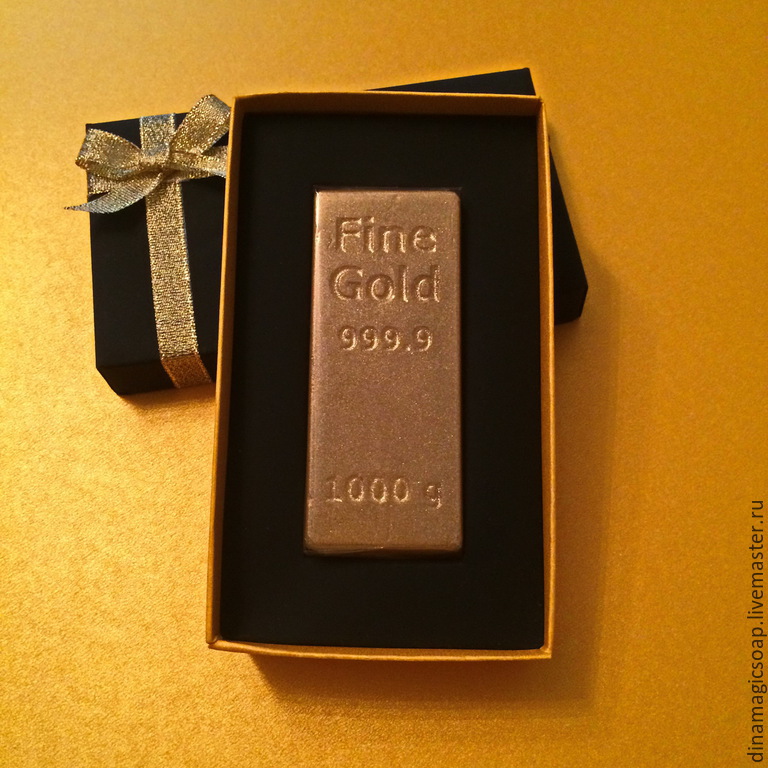 Fine
Gold
999.9
1000 g
dinamagicsoap.livemaster.ru